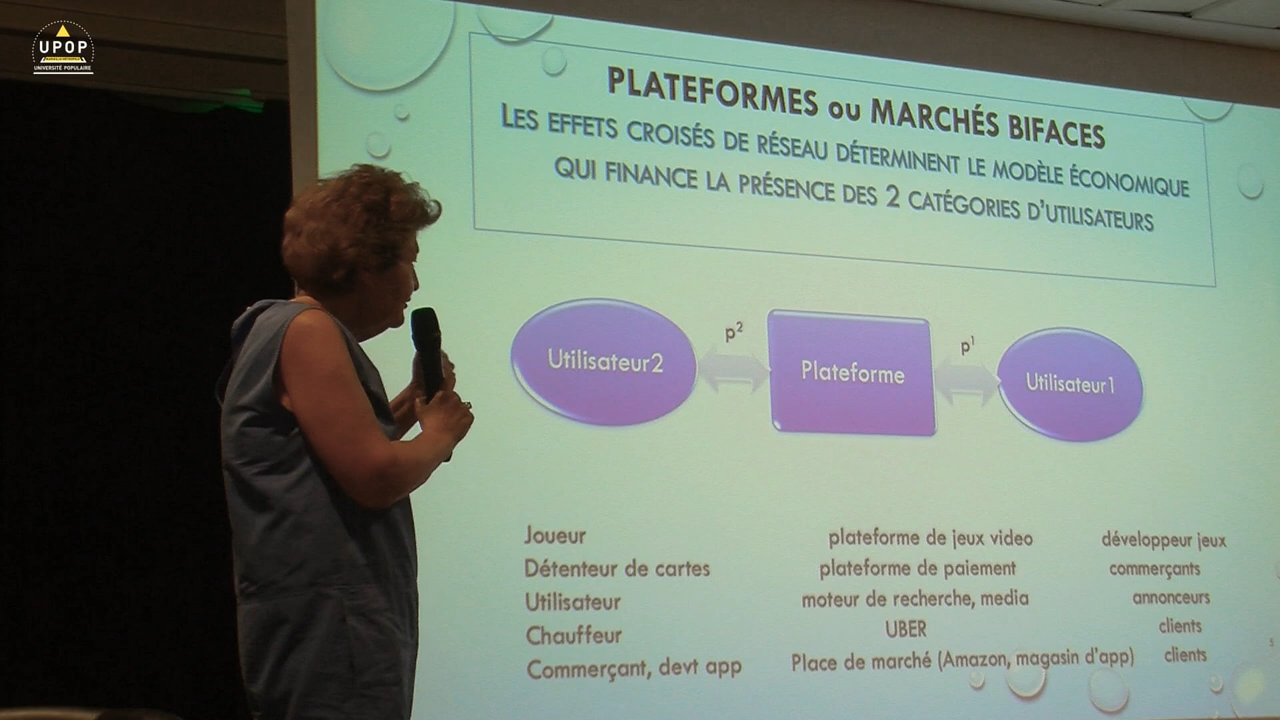 UPOP
UNIVERSITÉ POPULAIRE
PLATEFORMES OU MARCHÉS BIFACES
LES EFFETS CROISÉS DE RÉSEAU DÉTERMINENT LE MODÈLE ÉCONOMIQUE
QUI FINANCE LA PRÉSENCE DES 2 CATÉGORIES D'UTILISATEURS
Utilisateur2 p² Plateforme p¹ Utilisateur1
Joueur plateforme de jeux video développeur jeux
Détenteur de cartes plateforme de paiement commerçants
Utilisateur moteur de recherche, media annonceurs
Chauffeur UBER clients
Commerçant, devt app Place de marché (Amazon, magasin d'app) clients